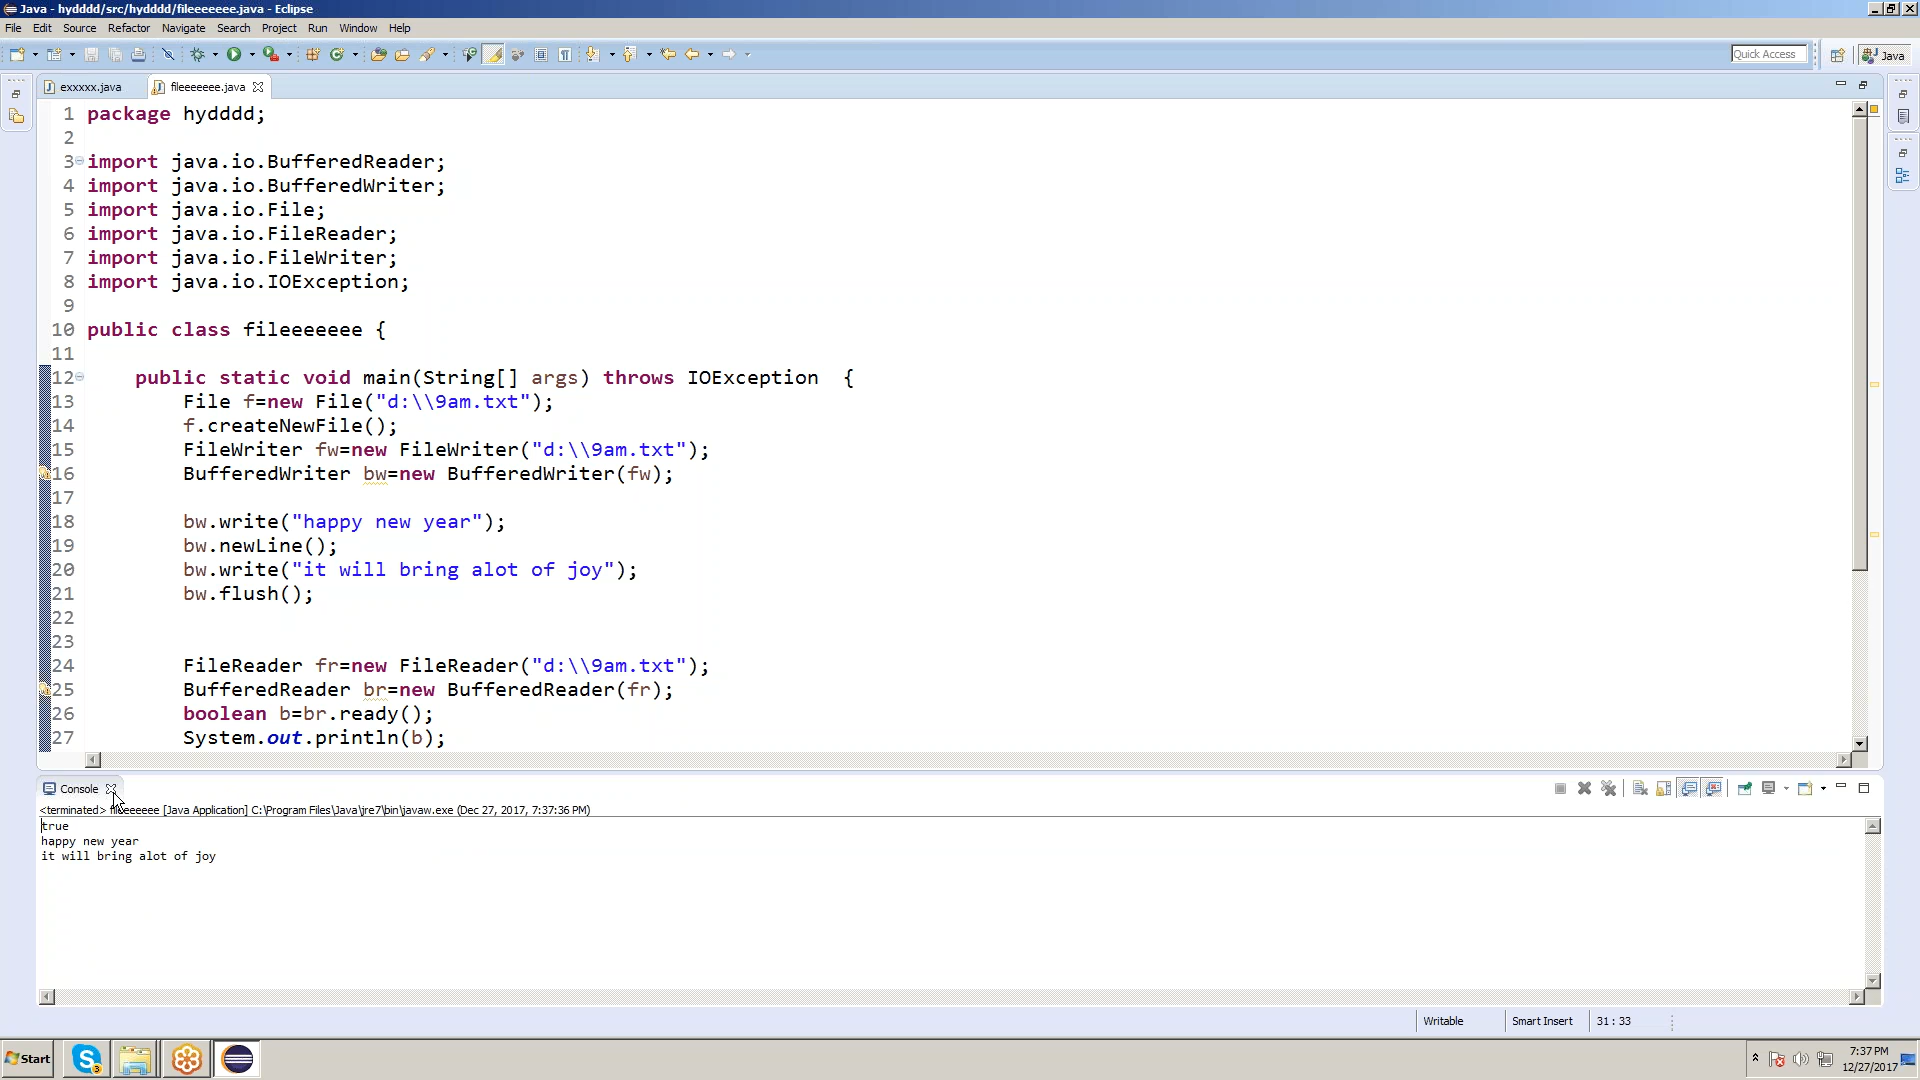 Java - hydddd/src/hydddd/fileeeeeee.java - Eclipse
File Edit Source Refactor Navigate Search Project Run Window Help
Quick Access
Java
exxxxx.java fileeeeeee.java
1 package hydddd;
2
3 import java.io.BufferedReader;
4 import java.io.BufferedWriter;
5 import java.io.File;
6 import java.io.FileReader;
7 import java.io.FileWriter;
8 import java.io.IOException;
9
10 public class fileeeeeee {
11
12 public static void main(String[] args) throws IOException {
13 File f=new File("d:\\9am.txt");
14 f.createNewFile();
15 FileWriter fw=new FileWriter("d:\\9am.txt");
16 BufferedWriter bw=new BufferedWriter(fw);
17
18 bw.write("happy new year");
19 bw.newLine();
20 bw.write("it will bring alot of joy");
21 bw.flush();
22
23
24 FileReader fr=new FileReader("d:\\9am.txt");
25 BufferedReader br=new BufferedReader(fr);
26 boolean b=br.ready();
27 System.out.println(b);
Console
<terminated> fileeeeeee [Java Application] C:\Program Files\Java\jre7\bin\javaw.exe (Dec 27, 2017, 7:37:36 PM)
true
happy new year
it will bring alot of joy
Writable Smart Insert 31 : 33
Start
3
7:37 PM
12/27/2017